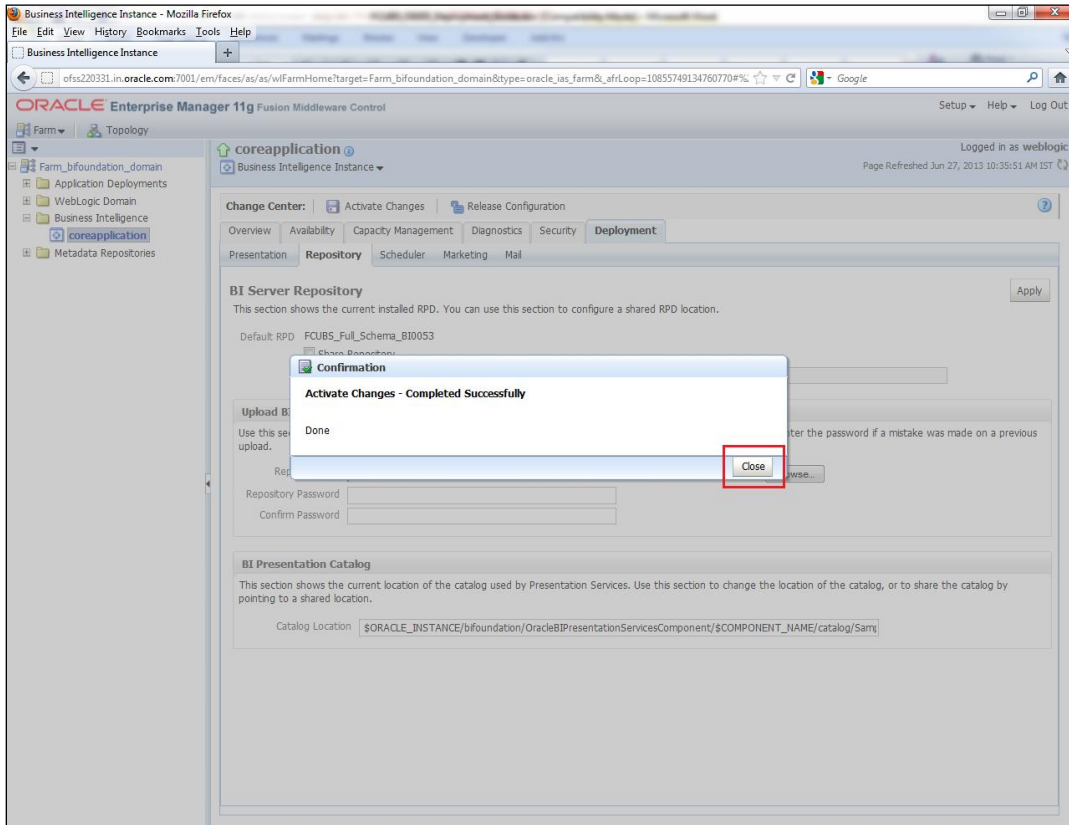 Business Intelligence Instance - Mozilla Firefox
File Edit View History Bookmarks Tools Help
Business Intelligence Instance +
ofss220331.in.oracle.com:7001/em/faces/as/as/wlFarmHome?target=Farm_bifoundation_domain&type=oracle_ias_farm&_afrLoop=10855749134760770#%
Google
ORACLE Enterprise Manager 11g Fusion Middleware Control
Setup Help Log Out
Farm Topology
Farm_bifoundation_domain
Application Deployments
WebLogic Domain
Business Intelligence
coreapplication
Metadata Repositories
coreapplication
Logged in as weblogic
Business Intelligence Instance
Page Refreshed Jun 27, 2013 10:35:51 AM IST
Change Center: Activate Changes Release Configuration
Overview Availability Capacity Management Diagnostics Security Deployment
Presentation Repository Scheduler Marketing Mail
BI Server Repository
Apply
This section shows the current installed RPD. You can use this section to configure a shared RPD location.
Default RPD FCUBS_Full_Schema_BI0053
Share Repository
Confirmation
Activate Changes - Completed Successfully
Done
Close
Upload B
Use this se
nter the password if a mistake was made on a previous
upload.
Rep
wse...
Repository Password
Confirm Password
BI Presentation Catalog
This section shows the current location of the catalog used by Presentation Services. Use this section to change the location of the catalog, or to share the catalog by
pointing to a shared location.
Catalog Location $ORACLE_INSTANCE/bifoundation/OracleBIPresentationServicesComponent/$COMPONENT_NAME/catalog/Sam